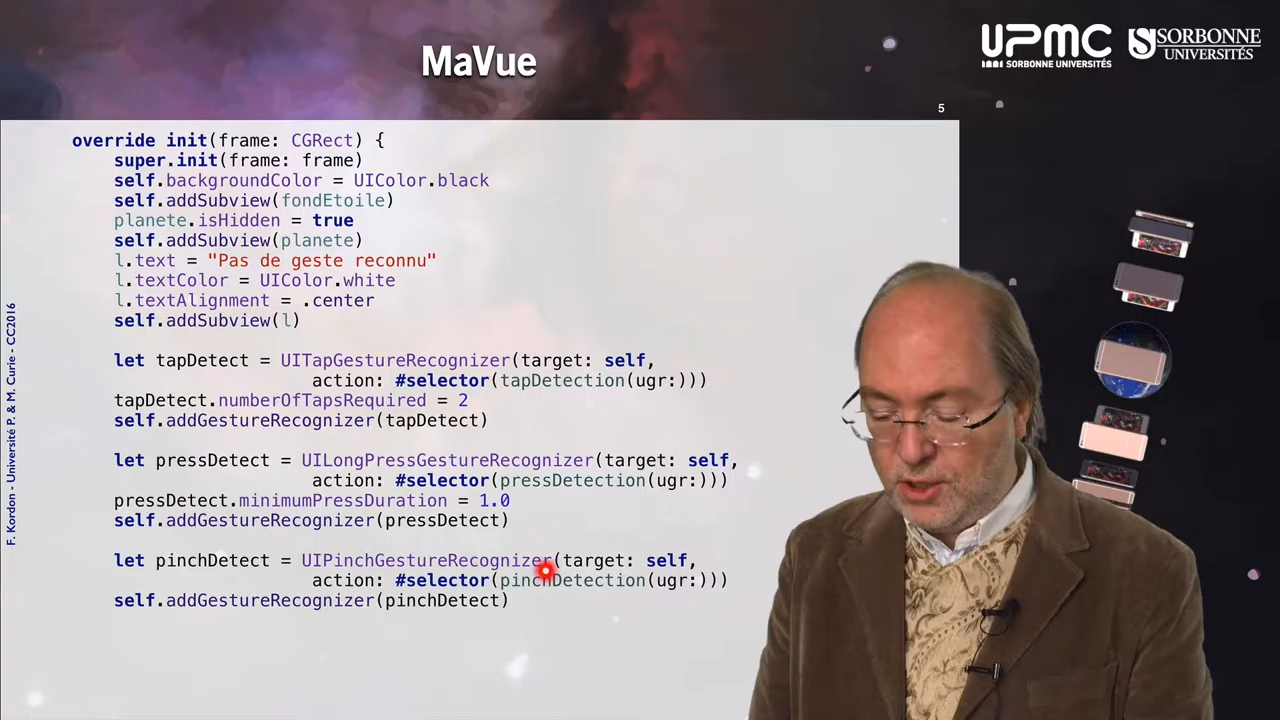 MaVue
UPMC
SORBONNE UNIVERSITÉS
SORBONNE
UNIVERSITÉS
5
override init(frame: CGRect) {
super.init(frame: frame)
self.backgroundColor = UIColor.black
self.addSubview(fondEtoile)
planete.isHidden = true
self.addSubview(planete)
l.text = "Pas de geste reconnu"
l.textColor = UIColor.white
l.textAlignment = .center
self.addSubview(l)
let tapDetect = UITapGestureRecognizer(target: self,
action: #selector(tapDetection(ugr:)))
tapDetect.numberOfTapsRequired = 2
self.addGestureRecognizer(tapDetect)
let pressDetect = UILongPressGestureRecognizer(target: self,
action: #selector(pressDetection(ugr:)))
pressDetect.minimumPressDuration = 1.0
self.addGestureRecognizer(pressDetect)
let pinchDetect = UIPinchGestureRecognizer(target: self,
action: #selector(pinchDetection(ugr:)))
self.addGestureRecognizer(pinchDetect)
F. Kordon - Université P. & M. Curie - CC2016